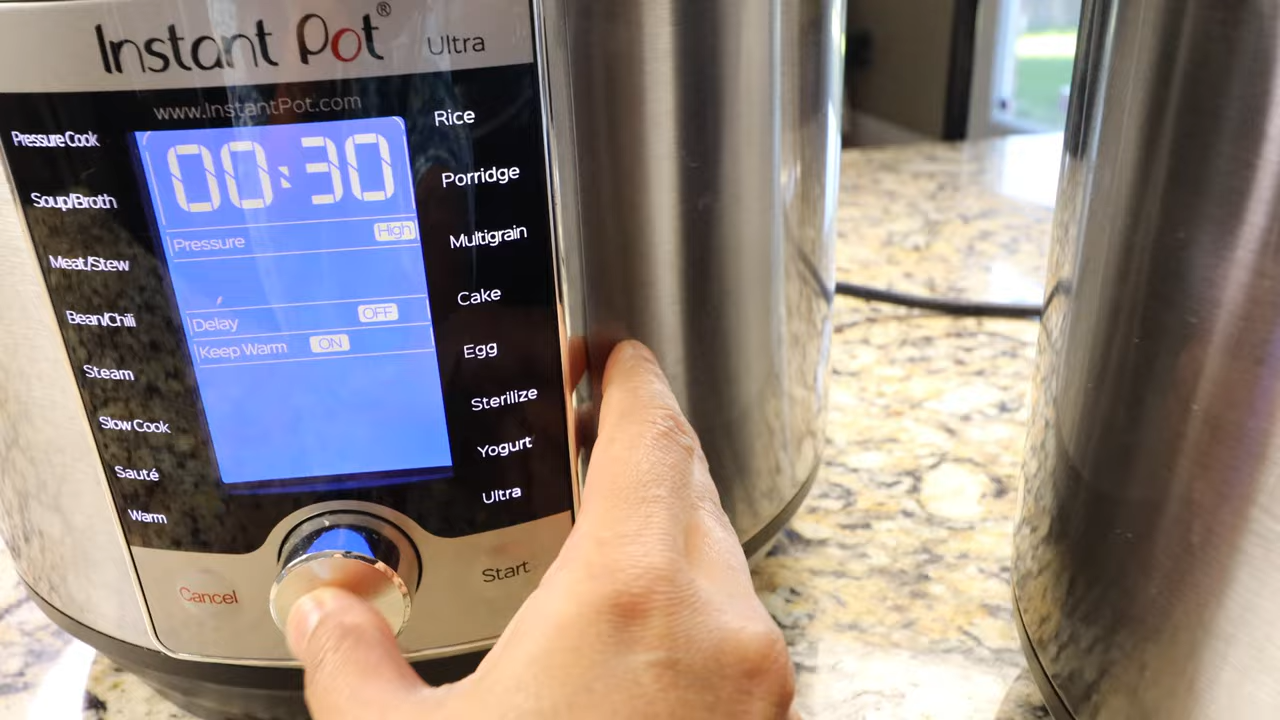 Instant Pot® Ultra
www.InstantPot.com
Pressure Cook
Soup/Broth
Meat/Stew
Bean/Chili
Steam
Slow Cook
Sauté
Warm
00:30
Pressure High
Delay OFF
Keep Warm ON
Rice
Porridge
Multigrain
Cake
Egg
Sterilize
Yogurt
Ultra
Cancel
Start